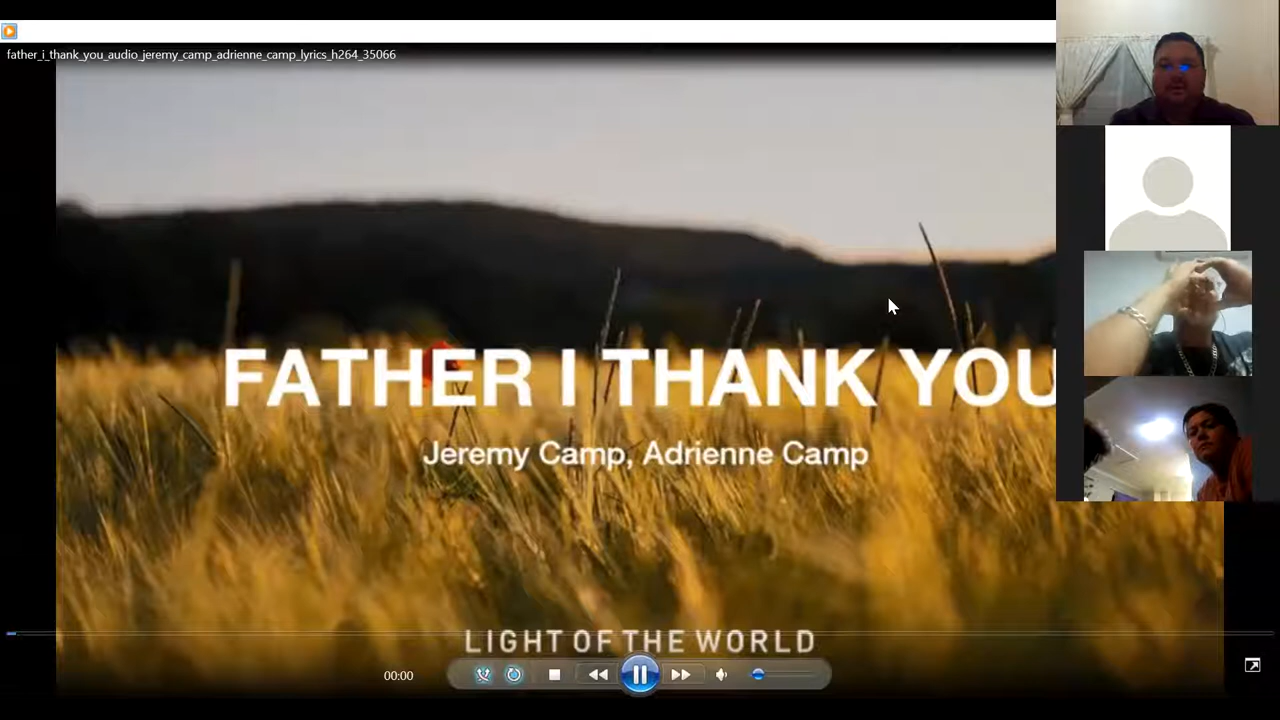 father_i_thank_you_audio_jeremy_camp_adrienne_camp_lyrics_h264_35066
FATHER I THANK YOU
Jeremy Camp, Adrienne Camp
LIGHT OF THE WORLD
00:00